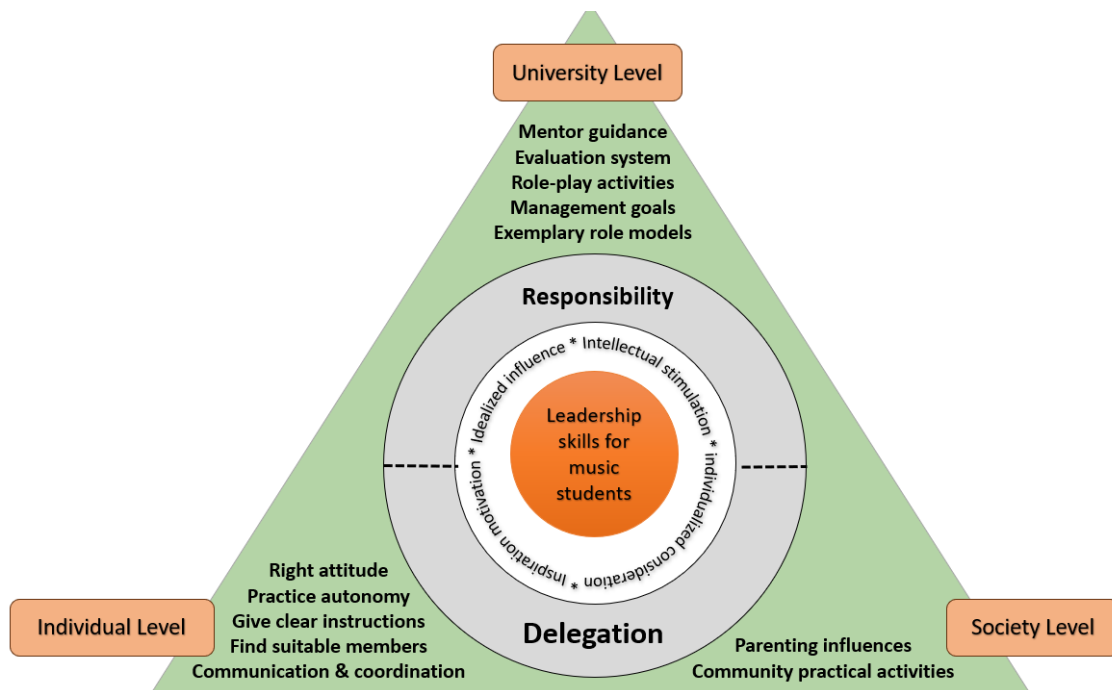 University Level
Mentor guidance
Evaluation system
Role-play activities
Management goals
Exemplary role models
Responsibility
* Idealized influence * Intellectual stimulation * individualized consideration * Inspiration motivation
Leadership
skills for
music
students
Delegation
Individual Level
Right attitude
Practice autonomy
Give clear instructions
Find suitable members
Communication & coordination
Society Level
Parenting influences
Community practical activities